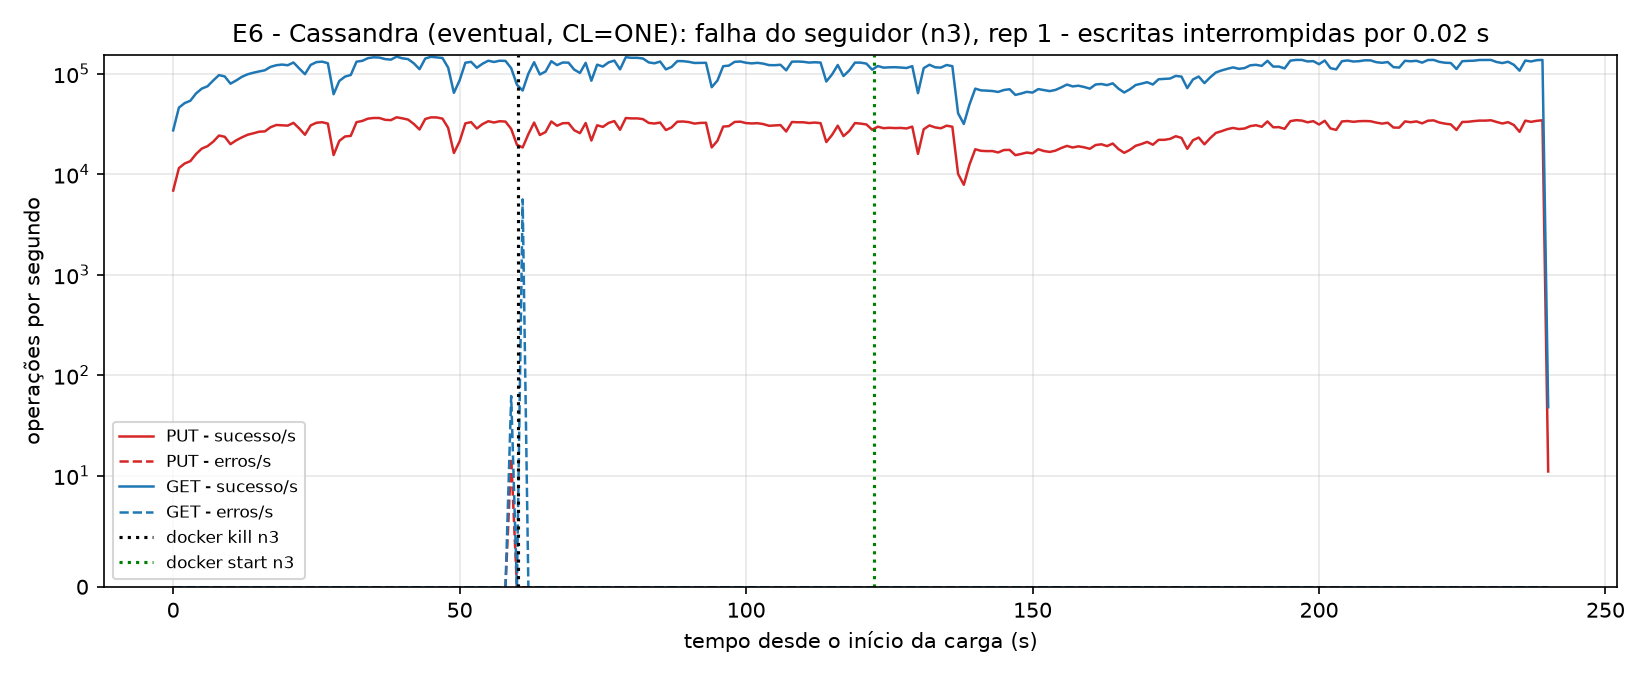 E6 - Cassandra (eventual, CL=ONE): falha do seguidor (n3), rep 1 - escritas interrompidas por 0.02 s
operações por segundo
10^5
10^4
10^3
10^2
10^1
0
PUT - sucesso/s
PUT - erros/s
GET - sucesso/s
GET - erros/s
docker kill n3
docker start n3
0 50 100 150 200 250
tempo desde o início da carga (s)